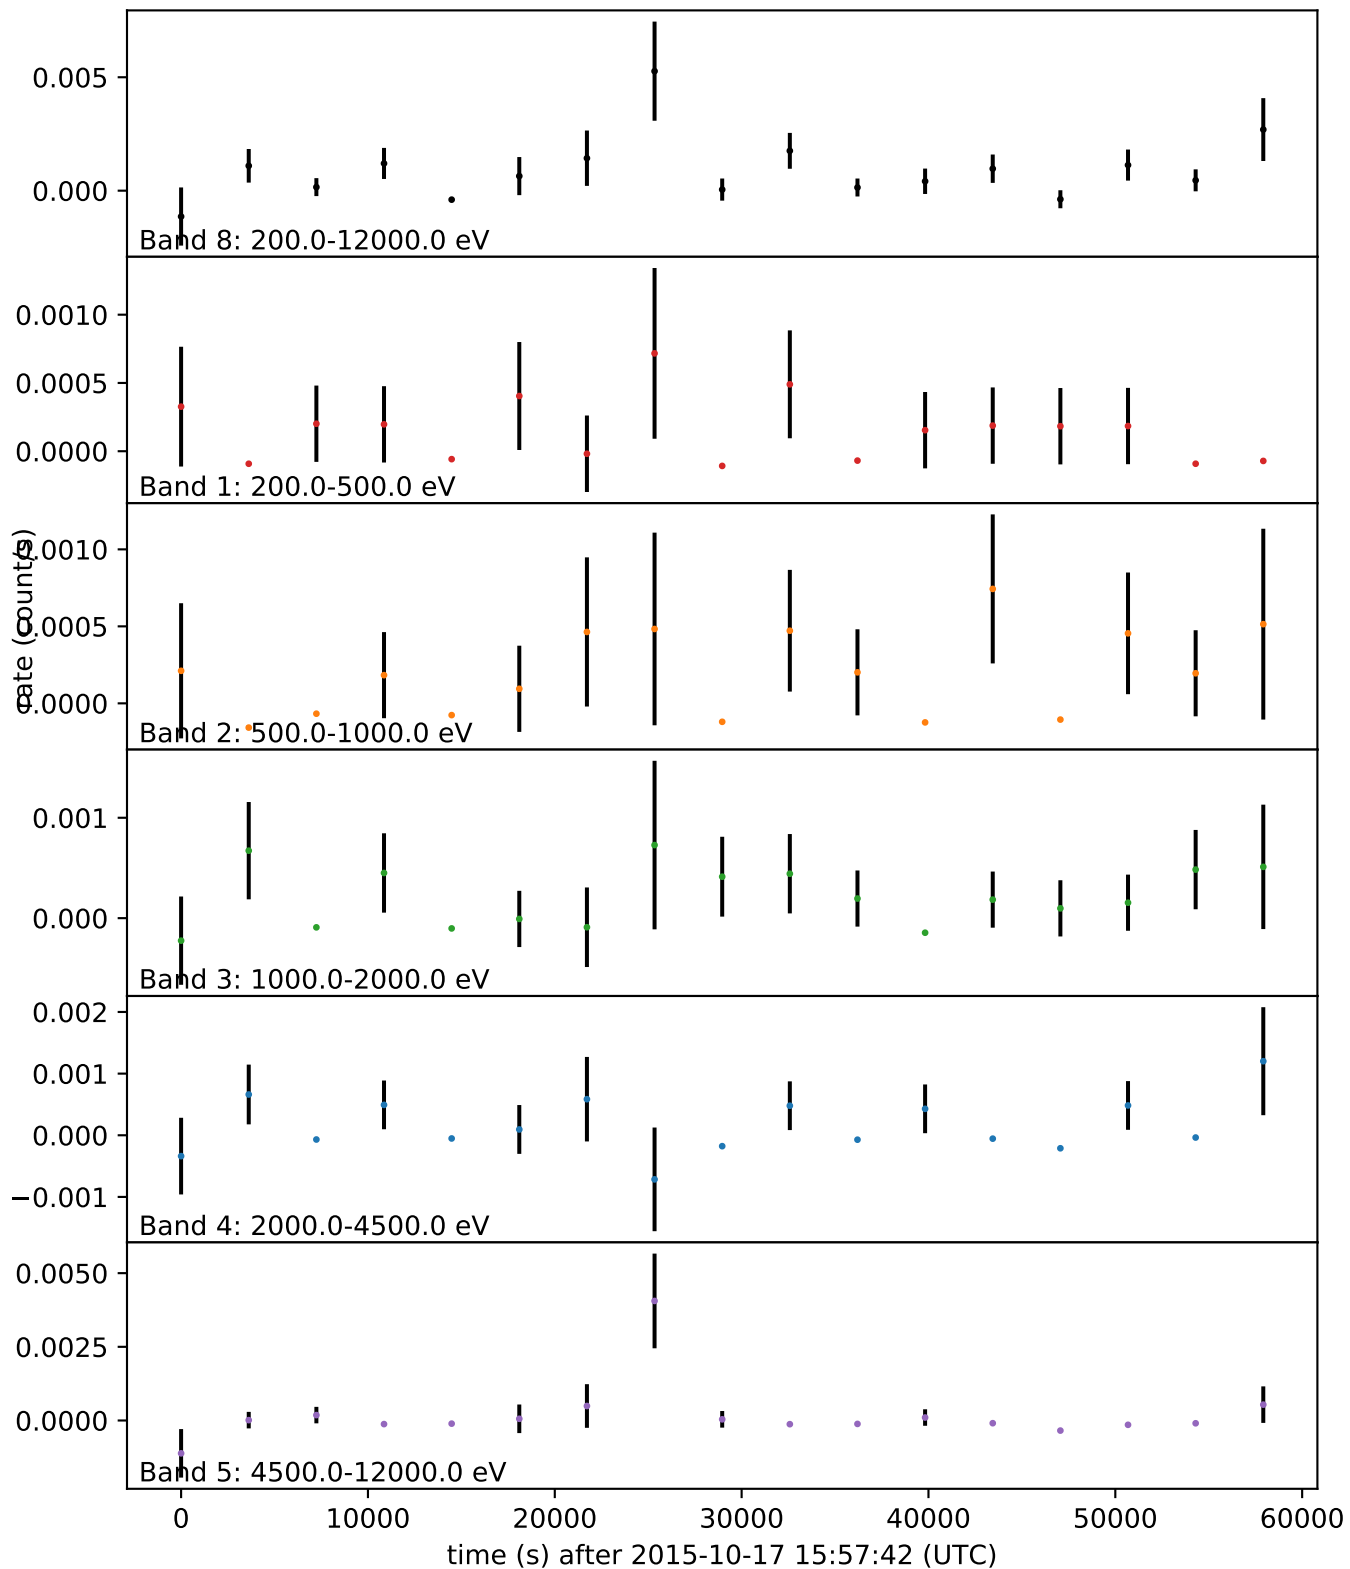 0.005
0.000
Band 8: 200.0-12000.0 eV
0.0010
0.0005
0.0000
Band 1: 200.0-500.0 eV
rate (count/s)
0.0010
0.0005
0.0000
Band 2: 500.0-1000.0 eV
0.001
0.000
Band 3: 1000.0-2000.0 eV
0.002
0.001
0.000
−0.001
Band 4: 2000.0-4500.0 eV
0.0050
0.0025
0.0000
Band 5: 4500.0-12000.0 eV
0 10000 20000 30000 40000 50000 60000
time (s) after 2015-10-17 15:57:42 (UTC)